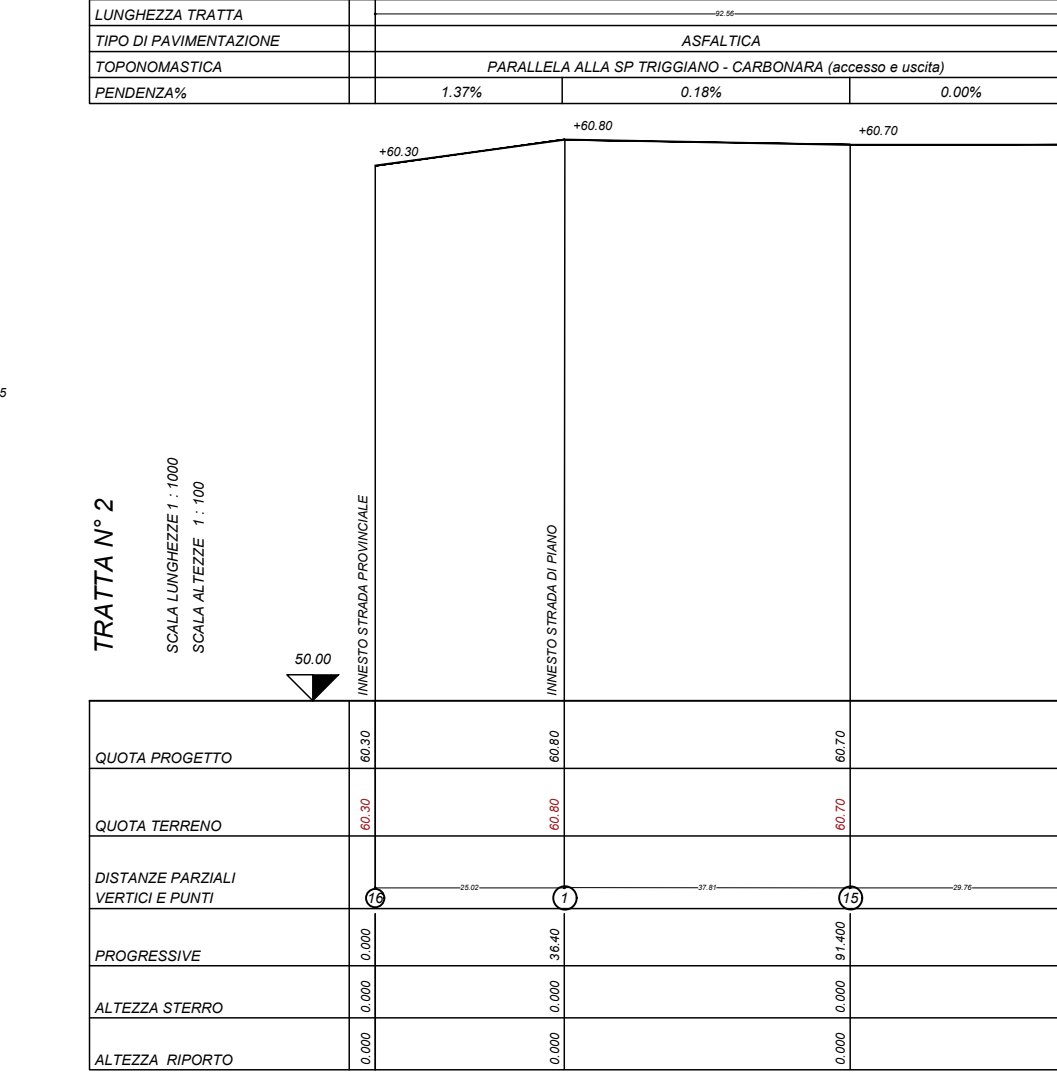 LUNGHEZZA TRATTA 92.56
TIPO DI PAVIMENTAZIONE ASFALTICA
TOPONOMASTICA PARALLELA ALLA SP TRIGGIANO - CARBONARA (accesso e uscita)
PENDENZA% 1.37% 0.18% 0.00%
+60.30 +60.80 +60.70
5
TRATTA N° 2
SCALA LUNGHEZZE 1 : 1000
SCALA ALTEZZE 1 : 100
50.00
INNESTO STRADA PROVINCIALE
INNESTO STRADA DI PIANO
QUOTA PROGETTO 60.30 60.80 60.70
QUOTA TERRENO 60.30 60.80 60.70
DISTANZE PARZIALI
VERTICI E PUNTI 16 25.02 1 37.81 15 29.76
PROGRESSIVE 0.000 36.40 91.400
ALTEZZA STERRO 0.000 0.000 0.000
ALTEZZA RIPORTO 0.000 0.000 0.000